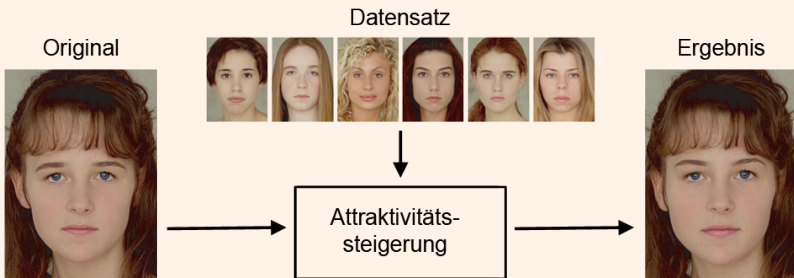 Datensatz
Original
Ergebnis
Attraktivitäts-
steigerung